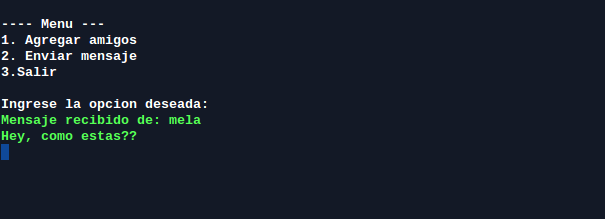 ---- Menu ---
1. Agregar amigos
2. Enviar mensaje
3.Salir
Ingrese la opcion deseada:
Mensaje recibido de: mela
Hey, como estas??